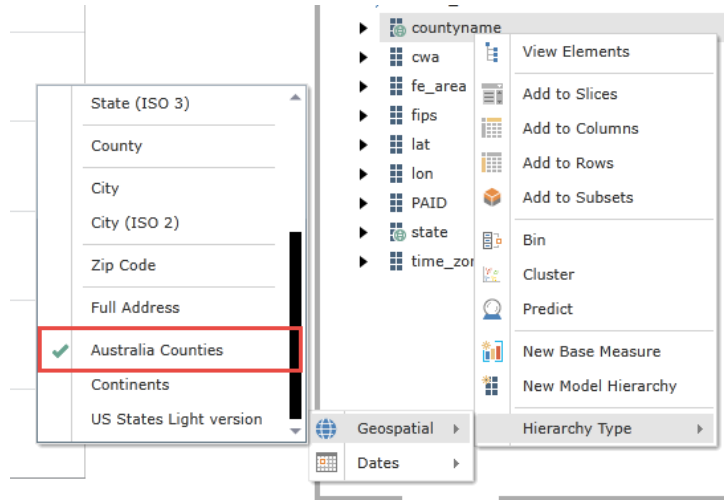 countyname
cwa
fe_area
fips
lat
lon
PAID
state
time_zor
View Elements
Add to Slices
Add to Columns
Add to Rows
Add to Subsets
Bin
Cluster
Predict
New Base Measure
New Model Hierarchy
Hierarchy Type
Geospatial
Dates
State (ISO 3)
County
City
City (ISO 2)
Zip Code
Full Address
Australia Counties
Continents
US States Light version